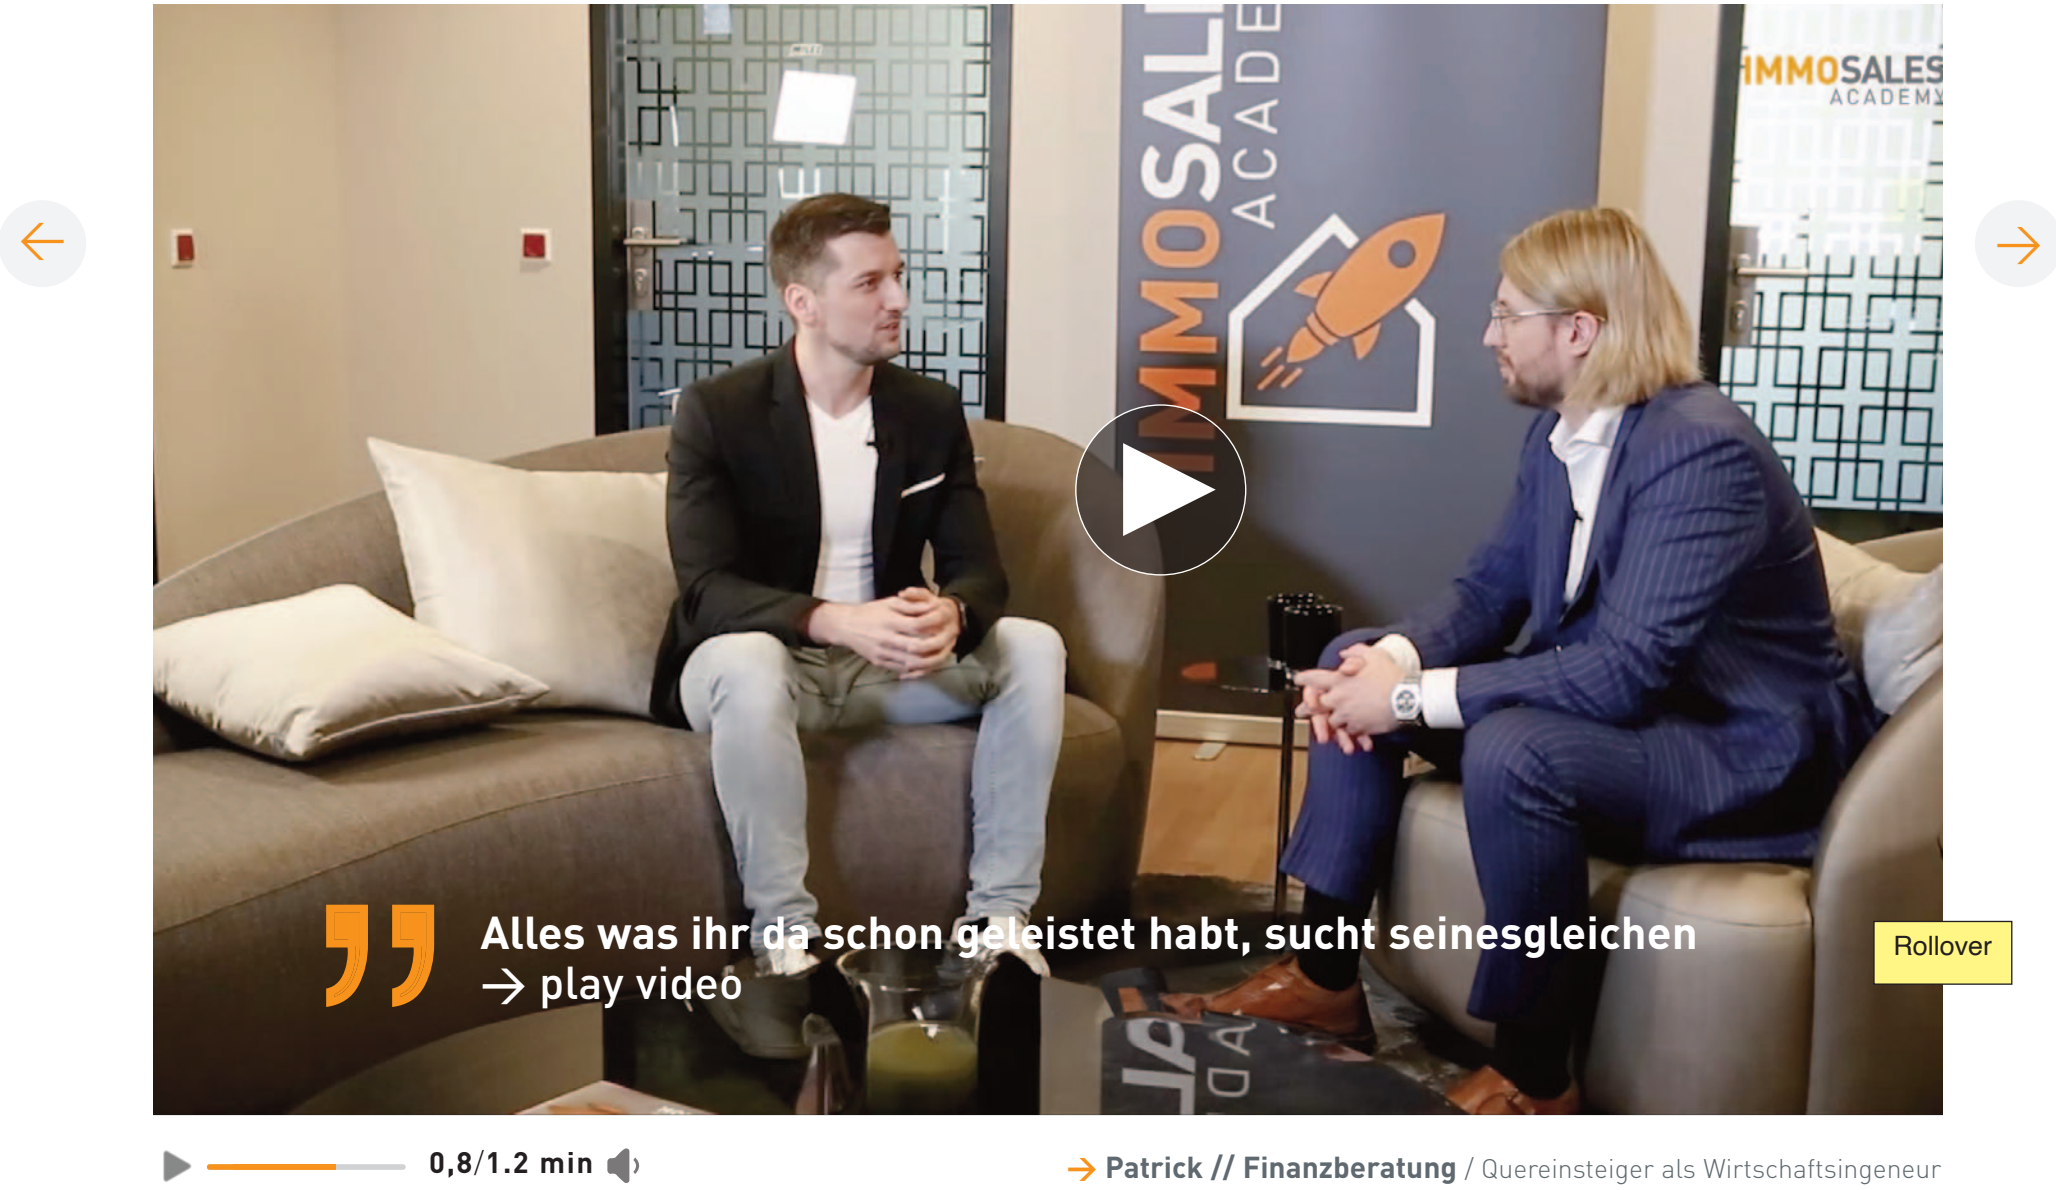 IMMOSALES
ACADEMY
IMMOSAL
ACADE
Alles was ihr da schon geleistet habt, sucht seinesgleichen
→ play video
Rollover
0,8/1.2 min
→ Patrick // Finanzberatung / Quereinsteiger als Wirtschaftsingeneur